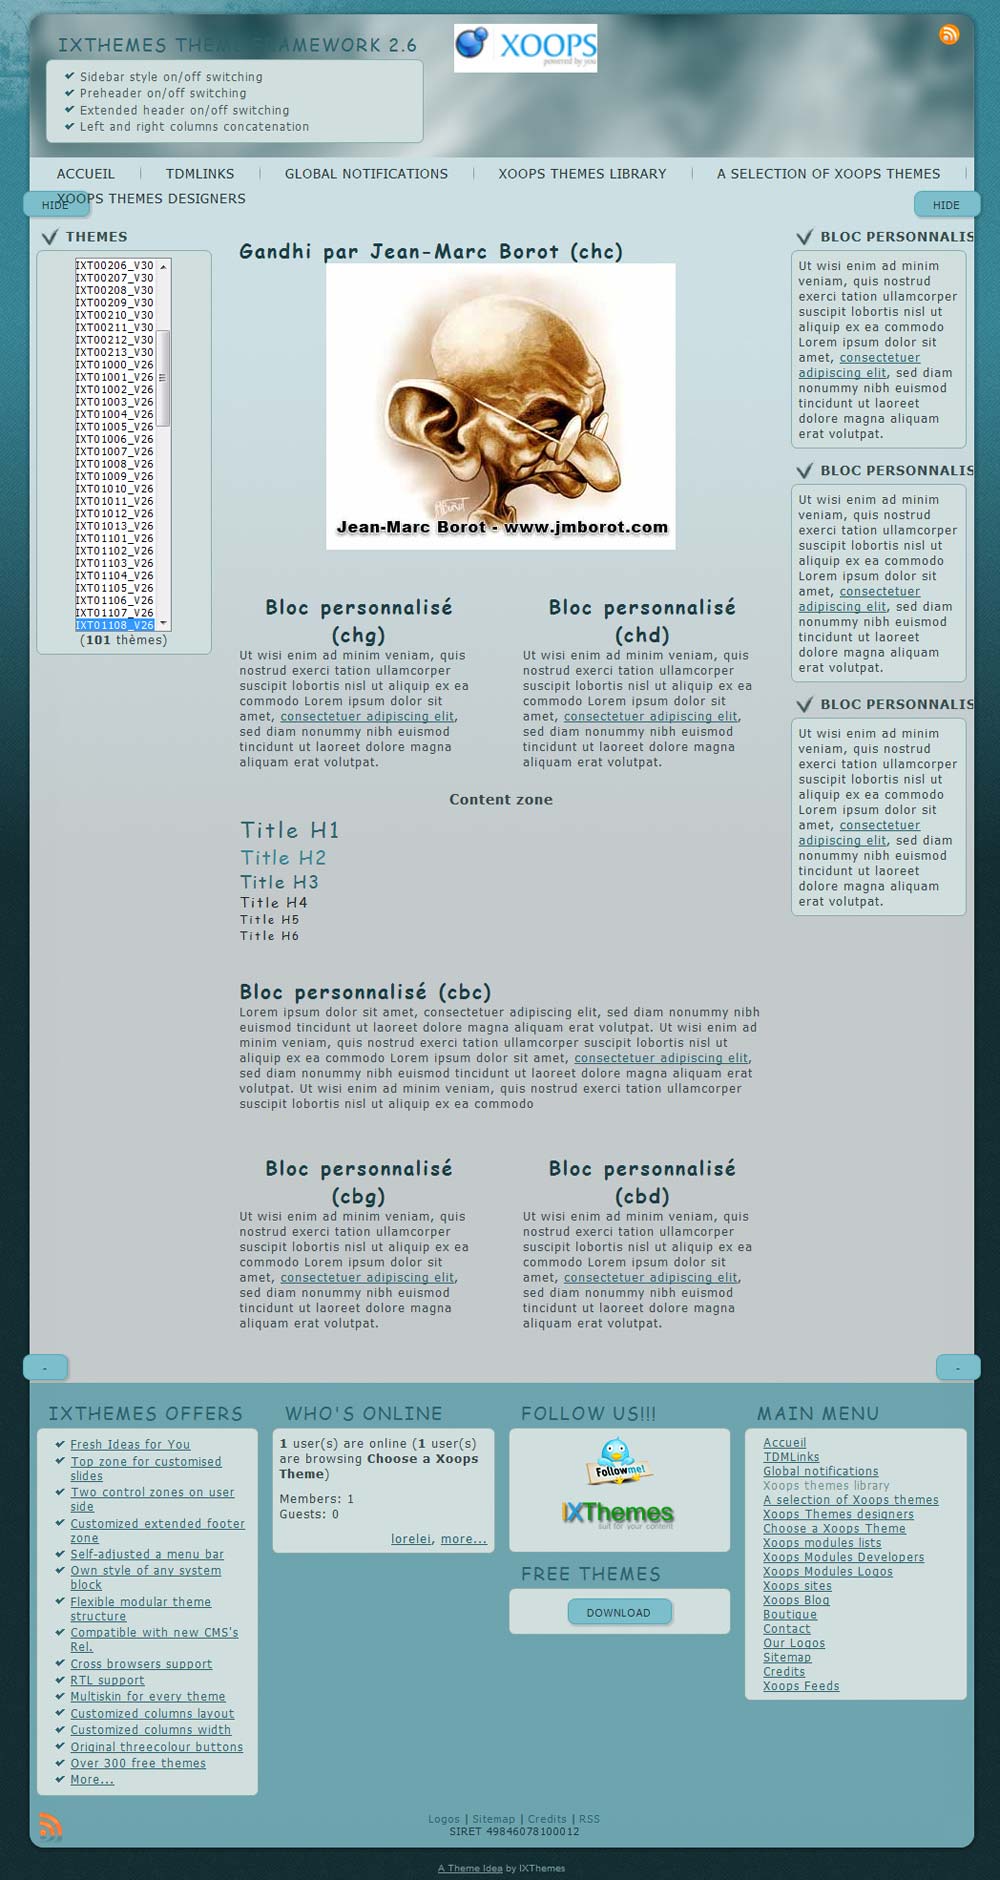 IXTHEMES THEME FRAMEWORK 2.6
Sidebar style on/off switching
Preheader on/off switching
Extended header on/off switching
Left and right columns concatenation
XOOPS
powered by you
ACCUEIL
TDMLINKS
GLOBAL NOTIFICATIONS
XOOPS THEMES LIBRARY
A SELECTION OF XOOPS THEMES
XOOPS THEMES DESIGNERS
HIDE
HIDE
THEMES
IXT00206_V30
IXT00207_V30
IXT00208_V30
IXT00209_V30
IXT00210_V30
IXT00211_V30
IXT00212_V30
IXT00213_V30
IXT01000_V26
IXT01001_V26
IXT01002_V26
IXT01003_V26
IXT01004_V26
IXT01005_V26
IXT01006_V26
IXT01007_V26
IXT01008_V26
IXT01009_V26
IXT01010_V26
IXT01011_V26
IXT01012_V26
IXT01013_V26
IXT01101_V26
IXT01102_V26
IXT01103_V26
IXT01104_V26
IXT01105_V26
IXT01106_V26
IXT01107_V26
IXT01108_V26
(101 thèmes)
Gandhi par Jean-Marc Borot (chc)
Jean-Marc Borot - www.jmborot.com
Bloc personnalisé
(chg)
Ut wisi enim ad minim veniam, quis
nostrud exerci tation ullamcorper
suscipit lobortis nisl ut aliquip ex ea
commodo Lorem ipsum dolor sit
amet, consectetuer adipiscing elit,
sed diam nonummy nibh euismod
tincidunt ut laoreet dolore magna
aliquam erat volutpat.
Bloc personnalisé
(chd)
Ut wisi enim ad minim veniam, quis
nostrud exerci tation ullamcorper
suscipit lobortis nisl ut aliquip ex ea
commodo Lorem ipsum dolor sit
amet, consectetuer adipiscing elit,
sed diam nonummy nibh euismod
tincidunt ut laoreet dolore magna
aliquam erat volutpat.
Content zone
Title H1
Title H2
Title H3
Title H4
Title H5
Title H6
Bloc personnalisé (cbc)
Lorem ipsum dolor sit amet, consectetuer adipiscing elit, sed diam nonummy nibh
euismod tincidunt ut laoreet dolore magna aliquam erat volutpat. Ut wisi enim ad
minim veniam, quis nostrud exerci tation ullamcorper suscipit lobortis nisl ut
aliquip ex ea commodo Lorem ipsum dolor sit amet, consectetuer adipiscing elit,
sed diam nonummy nibh euismod tincidunt ut laoreet dolore magna aliquam erat
volutpat. Ut wisi enim ad minim veniam, quis nostrud exerci tation ullamcorper
suscipit lobortis nisl ut aliquip ex ea commodo
Bloc personnalisé
(cbg)
Ut wisi enim ad minim veniam, quis
nostrud exerci tation ullamcorper
suscipit lobortis nisl ut aliquip ex ea
commodo Lorem ipsum dolor sit
amet, consectetuer adipiscing elit,
sed diam nonummy nibh euismod
tincidunt ut laoreet dolore magna
aliquam erat volutpat.
Bloc personnalisé
(cbd)
Ut wisi enim ad minim veniam, quis
nostrud exerci tation ullamcorper
suscipit lobortis nisl ut aliquip ex ea
commodo Lorem ipsum dolor sit
amet, consectetuer adipiscing elit,
sed diam nonummy nibh euismod
tincidunt ut laoreet dolore magna
aliquam erat volutpat.
BLOC PERSONNALIS
Ut wisi enim ad minim
veniam, quis nostrud
exerci tation ullamcorper
suscipit lobortis nisl ut
aliquip ex ea commodo
Lorem ipsum dolor sit
amet, consectetuer
adipiscing elit, sed diam
nonummy nibh euismod
tincidunt ut laoreet
dolore magna aliquam
erat volutpat.
BLOC PERSONNALIS
Ut wisi enim ad minim
veniam, quis nostrud
exerci tation ullamcorper
suscipit lobortis nisl ut
aliquip ex ea commodo
Lorem ipsum dolor sit
amet, consectetuer
adipiscing elit, sed diam
nonummy nibh euismod
tincidunt ut laoreet
dolore magna aliquam
erat volutpat.
BLOC PERSONNALIS
Ut wisi enim ad minim
veniam, quis nostrud
exerci tation ullamcorper
suscipit lobortis nisl ut
aliquip ex ea commodo
Lorem ipsum dolor sit
amet, consectetuer
adipiscing elit, sed diam
nonummy nibh euismod
tincidunt ut laoreet
dolore magna aliquam
erat volutpat.
-
-
IXTHEMES OFFERS
Fresh Ideas for You
Top zone for customised
slides
Two control zones on user
side
Customized extended footer
zone
Self-adjusted a menu bar
Own style of any system
block
Flexible modular theme
structure
Compatible with new CMS's
Rel.
Cross browsers support
RTL support
Multiskin for every theme
Customized columns layout
Customized columns width
Original threecolour buttons
Over 300 free themes
More...
WHO'S ONLINE
1 user(s) are online (1 user(s)
are browsing Choose a Xoops
Theme)
Members: 1
Guests: 0
lorelei, more...
FOLLOW US!!!
Follow me!
IXThemes
suit for your content
FREE THEMES
DOWNLOAD
MAIN MENU
Accueil
TDMLinks
Global notifications
Xoops themes library
A selection of Xoops themes
Xoops Themes designers
Choose a Xoops Theme
Xoops modules lists
Xoops Modules Developers
Xoops Modules Logos
Xoops sites
Xoops Blog
Boutique
Contact
Our Logos
Sitemap
Credits
Xoops Feeds
Logos | Sitemap | Credits | RSS
SIRET 49846078100012
A Theme Idea by IXThemes